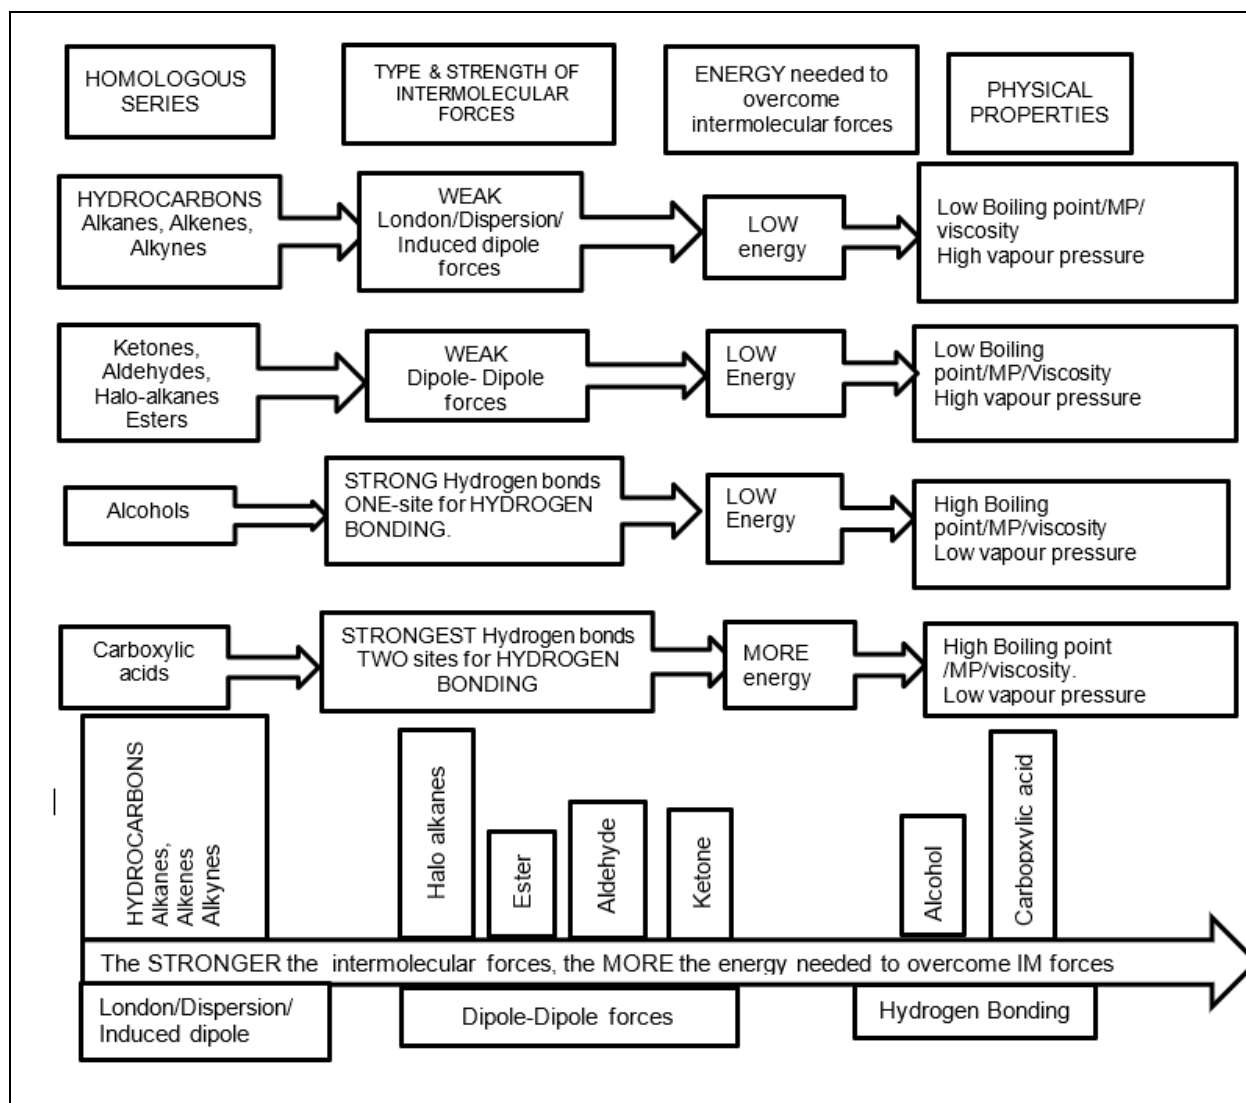 HOMOLOGOUS
SERIES
TYPE & STRENGTH OF
INTERMOLECULAR
FORCES
ENERGY needed to
overcome
intermolecular forces
PHYSICAL
PROPERTIES
HYDROCARBONS
Alkanes, Alkenes,
Alkynes
WEAK
London/Dispersion/
Induced dipole
forces
LOW
energy
Low Boiling point/MP/
viscosity
High vapour pressure
Ketones,
Aldehydes,
Halo-alkanes
Esters
WEAK
Dipole- Dipole
forces
LOW
Energy
Low Boiling
point/MP/Viscosity
High vapour pressure
Alcohols
STRONG Hydrogen bonds
ONE-site for HYDROGEN
BONDING.
LOW
Energy
High Boiling
point/MP/viscosity
Low vapour pressure
Carboxylic
acids
STRONGEST Hydrogen bonds
TWO sites for HYDROGEN
BONDING
MORE
energy
High Boiling point
/MP/viscosity.
Low vapour pressure
HYDROCARBONS
Alkanes,
Alkenes
Alkynes
Halo alkanes
Ester
Aldehyde
Ketone
Alcohol
Carbopxylic acid
The STRONGER the intermolecular forces, the MORE the energy needed to overcome IM forces
London/Dispersion/
Induced dipole
Dipole-Dipole forces
Hydrogen Bonding